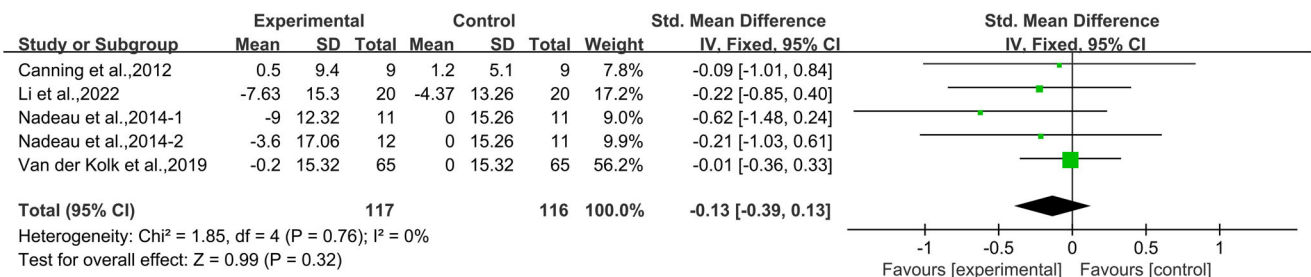 Experimental Control Std. Mean Difference Std. Mean Difference
Study or Subgroup Mean SD Total Mean SD Total Weight IV, Fixed, 95% CI IV, Fixed, 95% CI
Canning et al.,2012 0.5 9.4 9 1.2 5.1 9 7.8% -0.09 [-1.01, 0.84]
Li et al.,2022 -7.63 15.3 20 -4.37 13.26 20 17.2% -0.22 [-0.85, 0.40]
Nadeau et al.,2014-1 -9 12.32 11 0 15.26 11 9.0% -0.62 [-1.48, 0.24]
Nadeau et al.,2014-2 -3.6 17.06 12 0 15.26 11 9.9% -0.21 [-1.03, 0.61]
Van der Kolk et al.,2019 -0.2 15.32 65 0 15.32 65 56.2% -0.01 [-0.36, 0.33]
Total (95% CI) 117 116 100.0% -0.13 [-0.39, 0.13]
Heterogeneity: Chi² = 1.85, df = 4 (P = 0.76); I² = 0%
Test for overall effect: Z = 0.99 (P = 0.32)
-1 -0.5 0 0.5 1
Favours [experimental] Favours [control]